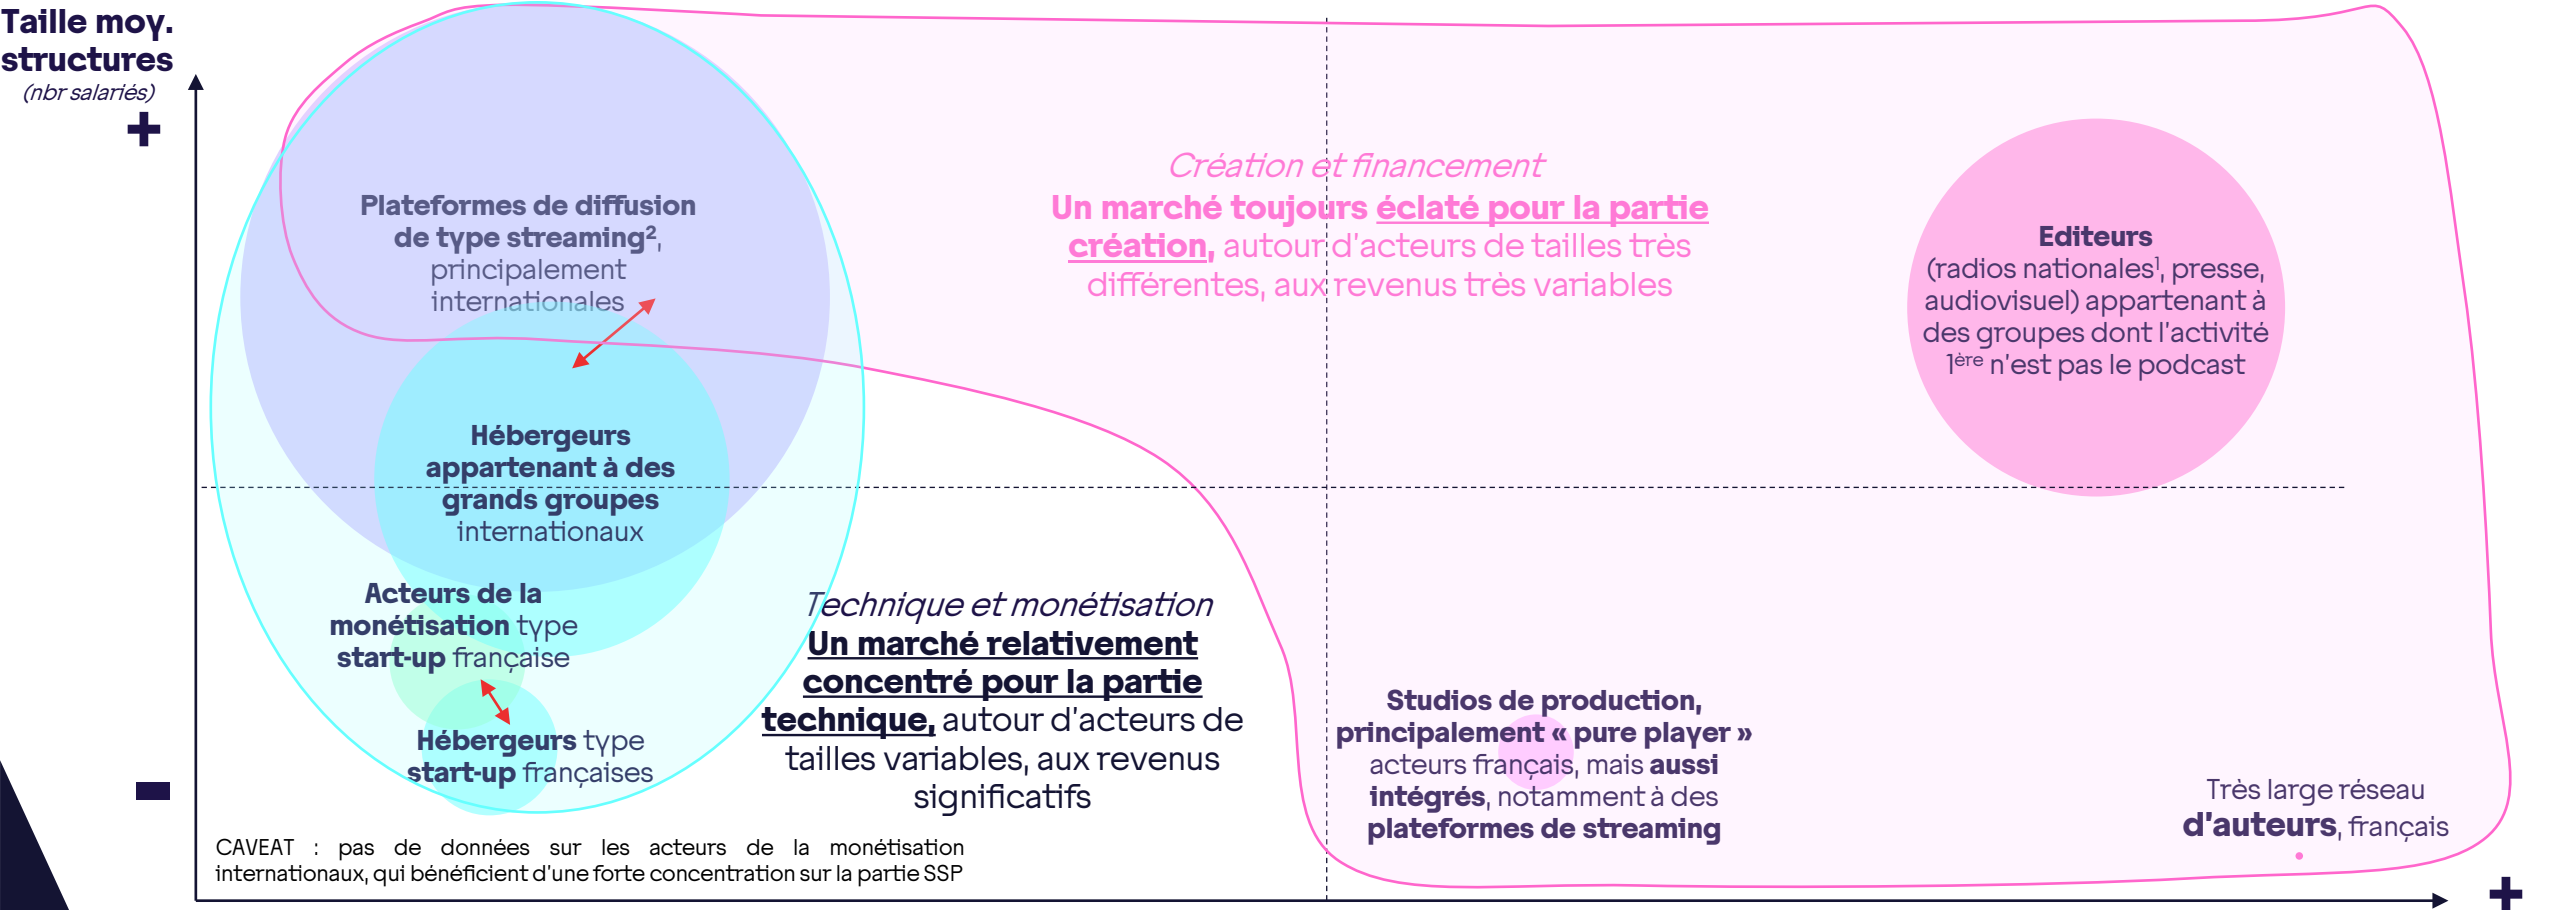 Taille moy.
structures
(nbr salariés)
+
Plateformes de diffusion
de type streaming²,
principalement
internationales
Création et financement
Un marché toujours éclaté pour la partie
création, autour d'acteurs de tailles très
différentes, aux revenus très variables
Editeurs
(radios nationales¹, presse,
audiovisuel) appartenant à
des groupes dont l'activité
1ère n'est pas le podcast
Hébergeurs
appartenant à des
grands groupes
internationaux
Acteurs de la
monétisation type
start-up française
Hébergeurs type
start-up françaises
Technique et monétisation
Un marché relativement
concentré pour la partie
technique, autour d'acteurs de
tailles variables, aux revenus
significatifs
Studios de production,
principalement « pure player »
acteurs français, mais aussi
intégrés, notamment à des
plateformes de streaming
Très large réseau
d'auteurs, français
-
CAVEAT : pas de données sur les acteurs de la monétisation
internationaux, qui bénéficient d'une forte concentration sur la partie SSP
+